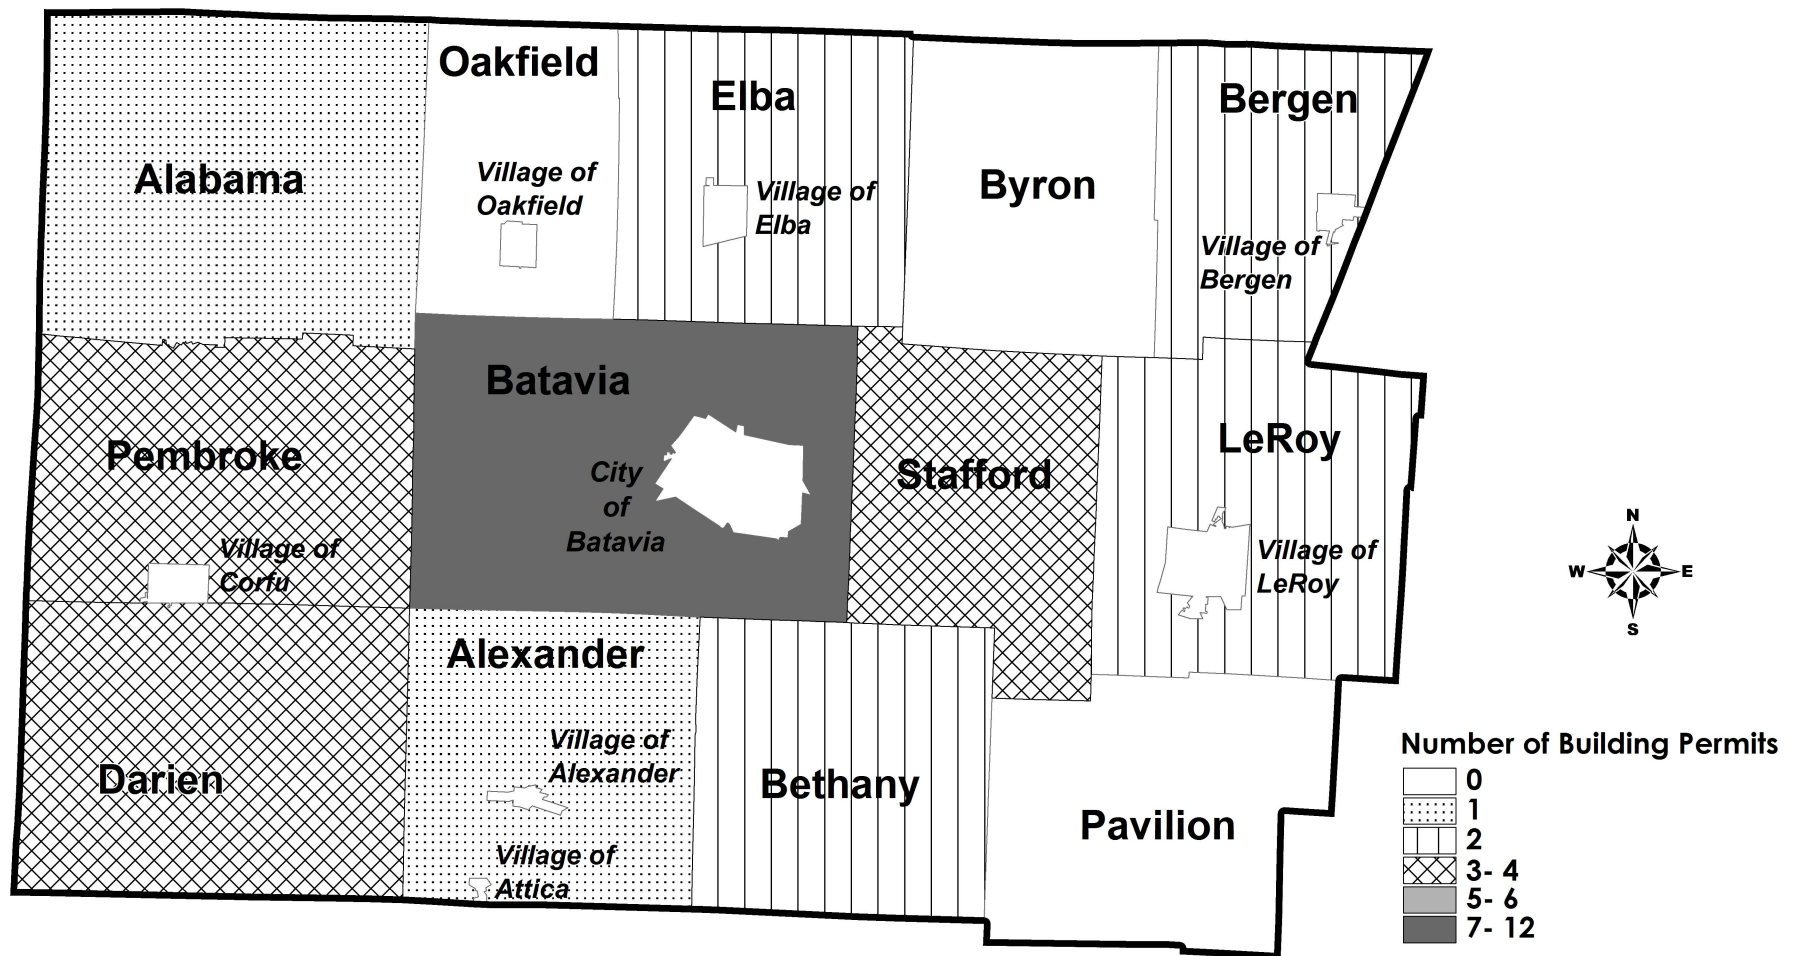 Oakfield
Elba
Bergen
Alabama
Village of
Oakfield
Village of
Elba
Byron
Village of
Bergen
Batavia
Pembroke
City
of
Batavia
Stafford
LeRoy
Village of
Corfu
Village of
LeRoy
N
W
E
S
Alexander
Village of
Alexander
Darien
Bethany
Pavilion
Village of
Attica
Number of Building Permits
0
1
2
3- 4
5- 6
7- 12